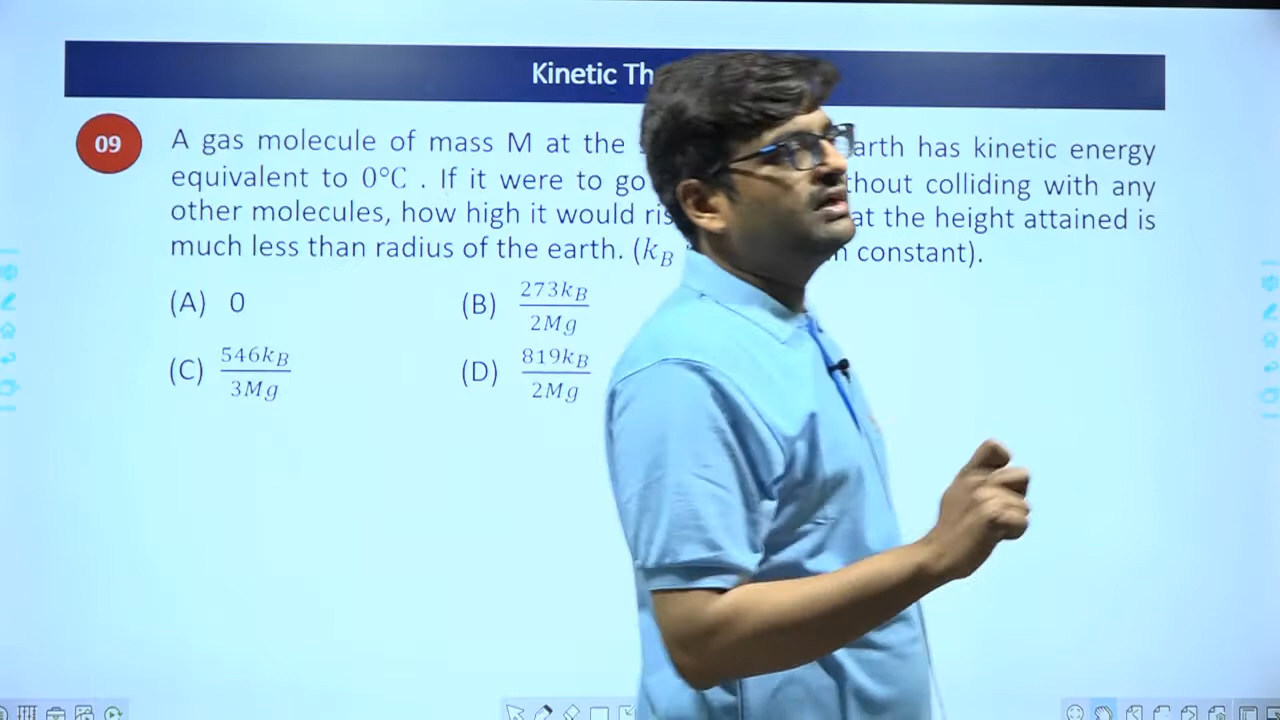 Kinetic Th
09
A gas molecule of mass M at the arth has kinetic energy
equivalent to 0°C . If it were to go thout colliding with any
other molecules, how high it would ris at the height attained is
much less than radius of the earth. (k_B n constant).
(A) 0 (B) 273k_B/2Mg
(C) 546k_B/3Mg (D) 819k_B/2Mg